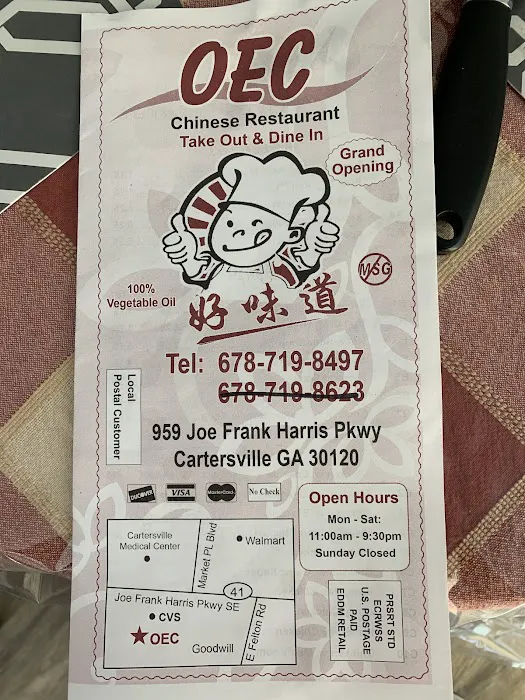 OEC
Chinese Restaurant
Take Out & Dine In
Grand
Opening
MSG
100%
Vegetable Oil
好味道
Tel: 678-719-8497
678-719-8623
Local
Postal Customer
959 Joe Frank Harris Pkwy
Cartersville GA 30120
DISCOVER
VISA
MasterCard
No Check
Open Hours
Mon - Sat:
11:00am - 9:30pm
Sunday Closed
Cartersville
Medical Center
Market PL Blvd
Walmart
41
Joe Frank Harris Pkwy SE
CVS
OEC
Goodwill
E Felton Rd
PRSRT STD
ECRWSS
U.S. POSTAGE
PAID
EDDM RETAIL